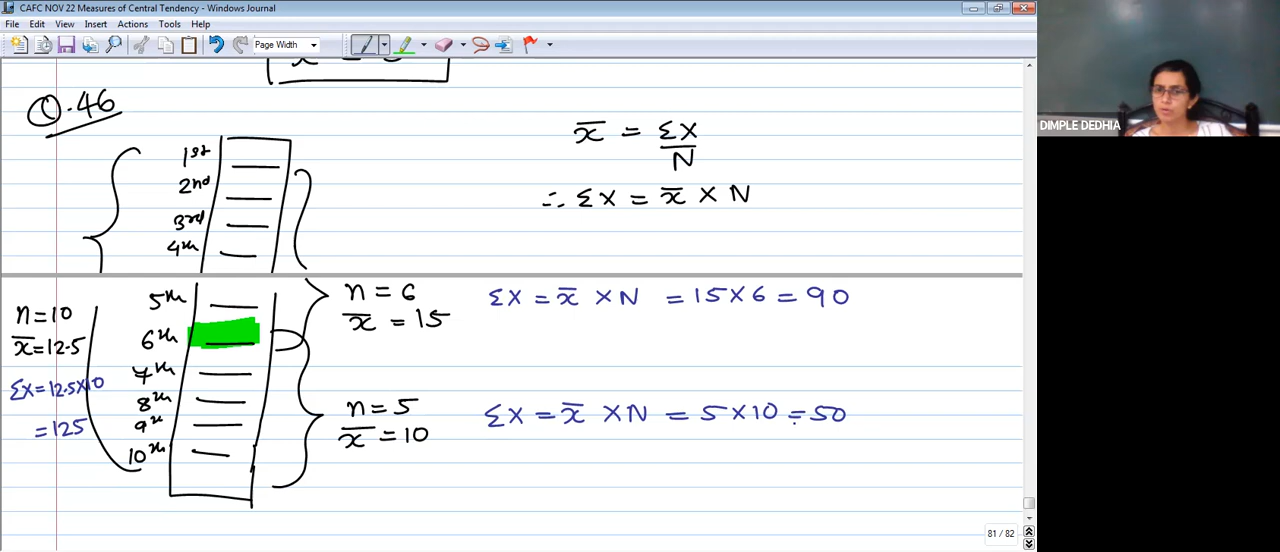 CAFC NOV 22 Measures of Central Tendency - Windows Journal
File Edit View Insert Actions Tools Help
Page Width
DIMPLE DEDHIA
Q.46
x̄ = ΣX/N
∴ ΣX = x̄ × N
1st
2nd
3rd
4th
5th
6th
7th
8th
9th
10th
n=10
x̄=12.5
ΣX=12.5×10
=125
n=6
x̄=15
ΣX = x̄ × N = 15×6 = 90
n=5
x̄=10
ΣX = x̄ × N = 5×10 = 50
81 / 82